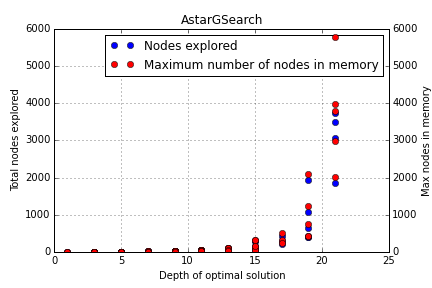 AstarGSearch
Nodes explored
Maximum number of nodes in memory
6000
5000
4000
3000
2000
1000
0
Total nodes explored
6000
5000
4000
3000
2000
1000
0
Max nodes in memory
0 5 10 15 20 25
Depth of optimal solution